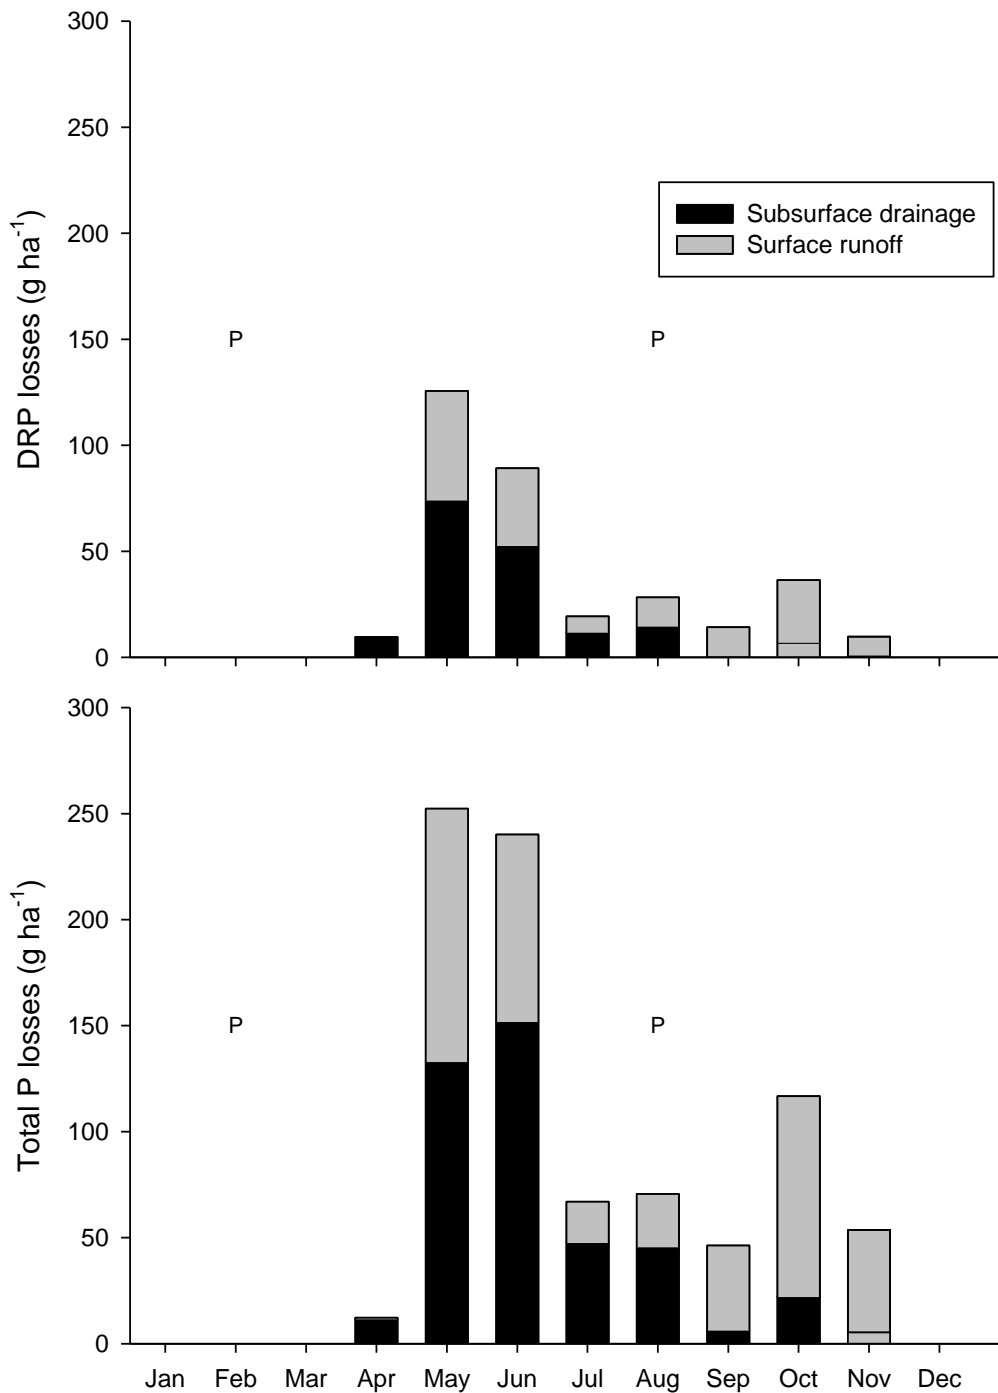 300
250
200
150
100
50
0
DRP losses (g ha-1)
Subsurface drainage
Surface runoff
P P
300
250
200
150
100
50
0
Total P losses (g ha-1)
P P
Jan Feb Mar Apr May Jun Jul Aug Sep Oct Nov Dec